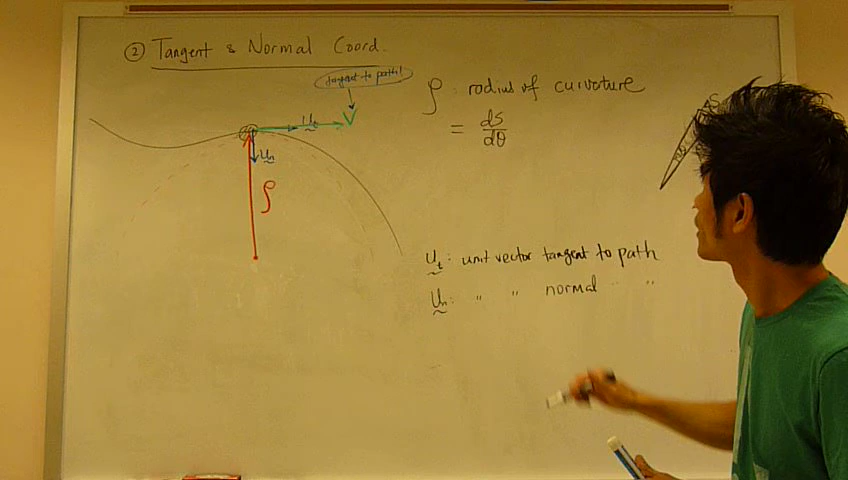 ② Tangent & Normal Coord.
tangent to path!
u_t
V
u_n
ρ
ρ : radius of curvature
= ds/dθ
u_t : unit vector tangent to path
u_n : " " normal " "